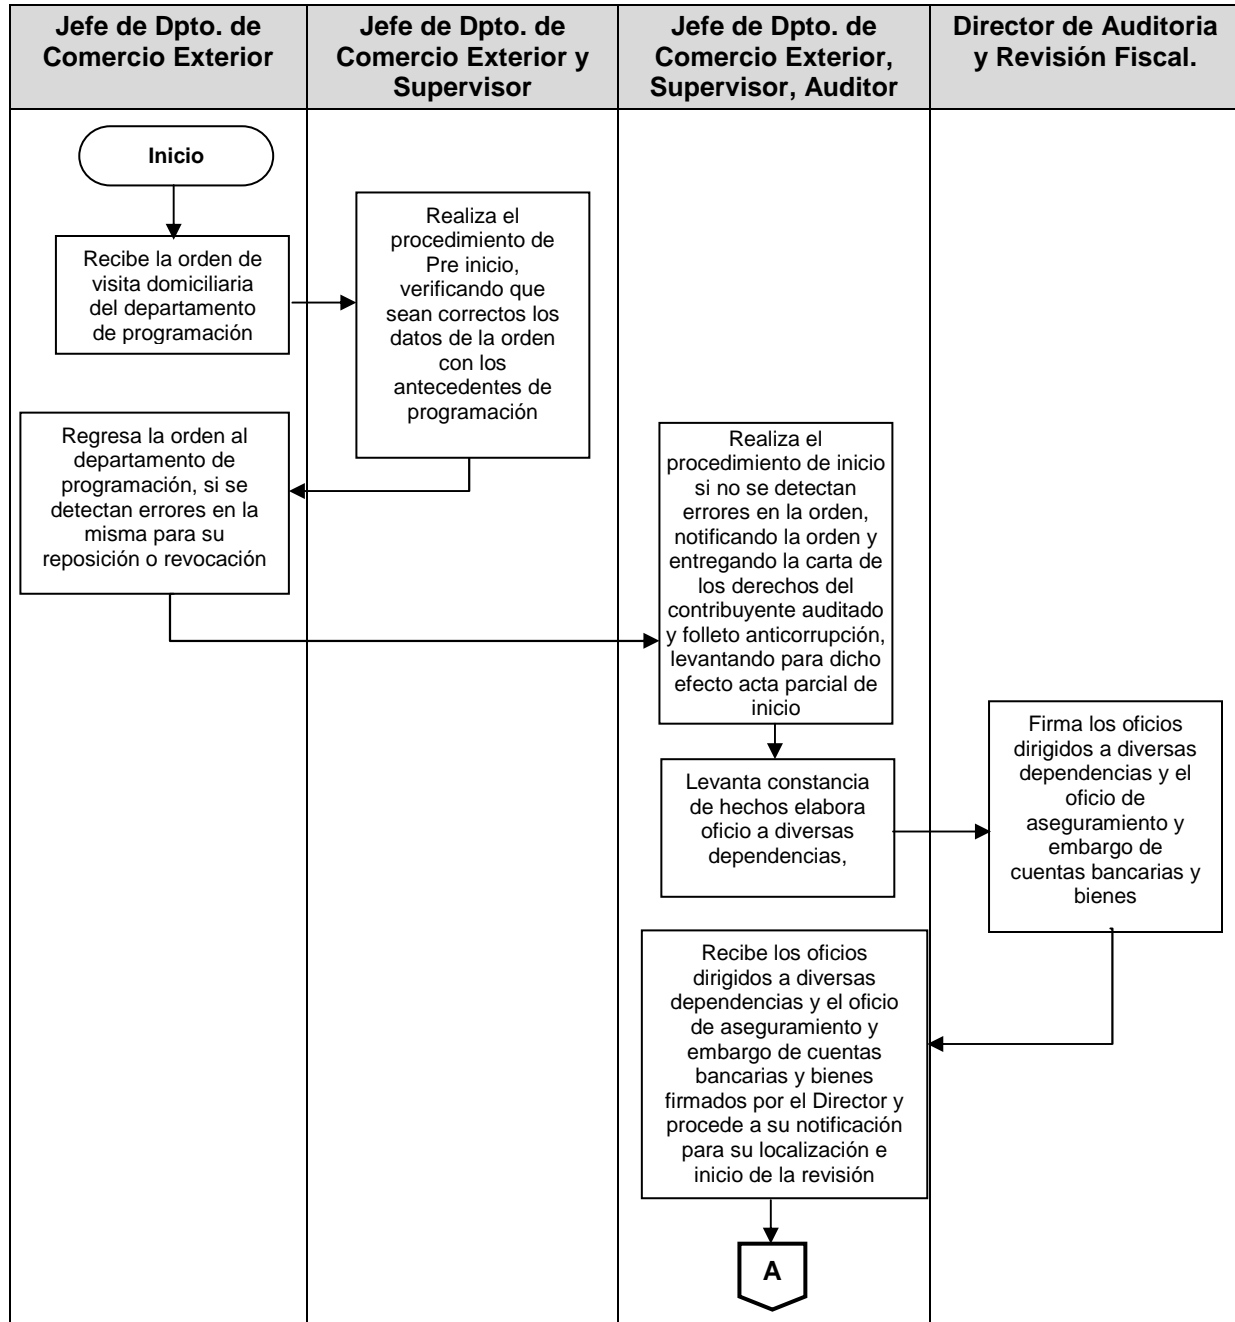 Jefe de Dpto. de
Comercio Exterior
Jefe de Dpto. de
Comercio Exterior y
Supervisor
Jefe de Dpto. de
Comercio Exterior,
Supervisor, Auditor
Director de Auditoria
y Revisión Fiscal.
Inicio
Recibe la orden de
visita domiciliaria
del departamento
de programación
Realiza el
procedimiento de
Pre inicio,
verificando que
sean correctos los
datos de la orden
con los
antecedentes de
programación
Regresa la orden al
departamento de
programación, si se
detectan errores en la
misma para su
reposición o revocación
Realiza el
procedimiento de inicio
si no se detectan
errores en la orden,
notificando la orden y
entregando la carta de
los derechos del
contribuyente auditado
y folleto anticorrupción,
levantando para dicho
efecto acta parcial de
inicio
Levanta constancia
de hechos elabora
oficio a diversas
dependencias,
Firma los oficios
dirigidos a diversas
dependencias y el
oficio de
aseguramiento y
embargo de
cuentas bancarias y
bienes
Recibe los oficios
dirigidos a diversas
dependencias y el oficio
de aseguramiento y
embargo de cuentas
bancarias y bienes
firmados por el Director y
procede a su notificación
para su localización e
inicio de la revisión
A